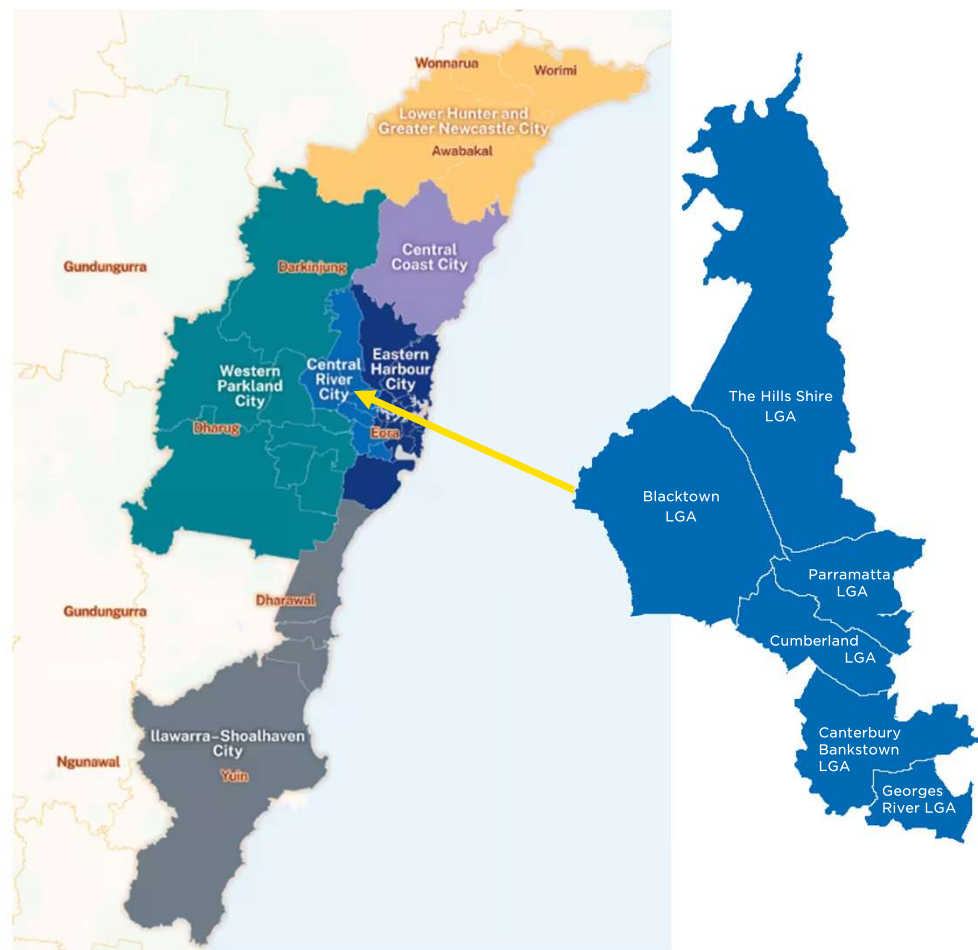 Wonnarua
Worimi
Lower Hunter and
Greater Newcastle City
Awabakal
Central
Coast City
Gundungurra
Darkinjung
Eastern
Harbour
City
Central
River
City
Western
Parkland
City
Dharug
Eora
Gundungurra
Dharawal
llawarra–Shoalhaven
City
Ngunawal
Yuin
The Hills Shire
LGA
Blacktown
LGA
Parramatta
LGA
Cumberland
LGA
Canterbury
Bankstown
LGA
Georges
River LGA